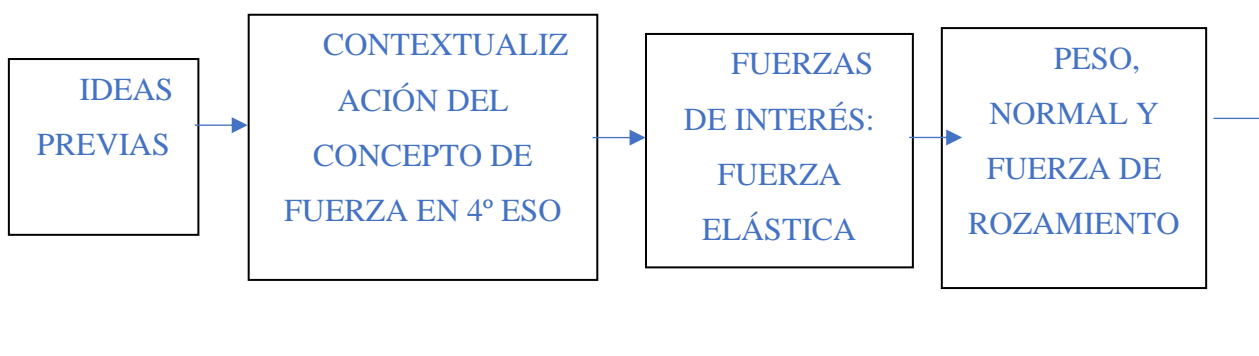 IDEAS
PREVIAS
CONTEXTUALIZ
ACIÓN DEL
CONCEPTO DE
FUERZA EN 4º ESO
FUERZAS
DE INTERÉS:
FUERZA
ELÁSTICA
PESO,
NORMAL Y
FUERZA DE
ROZAMIENTO